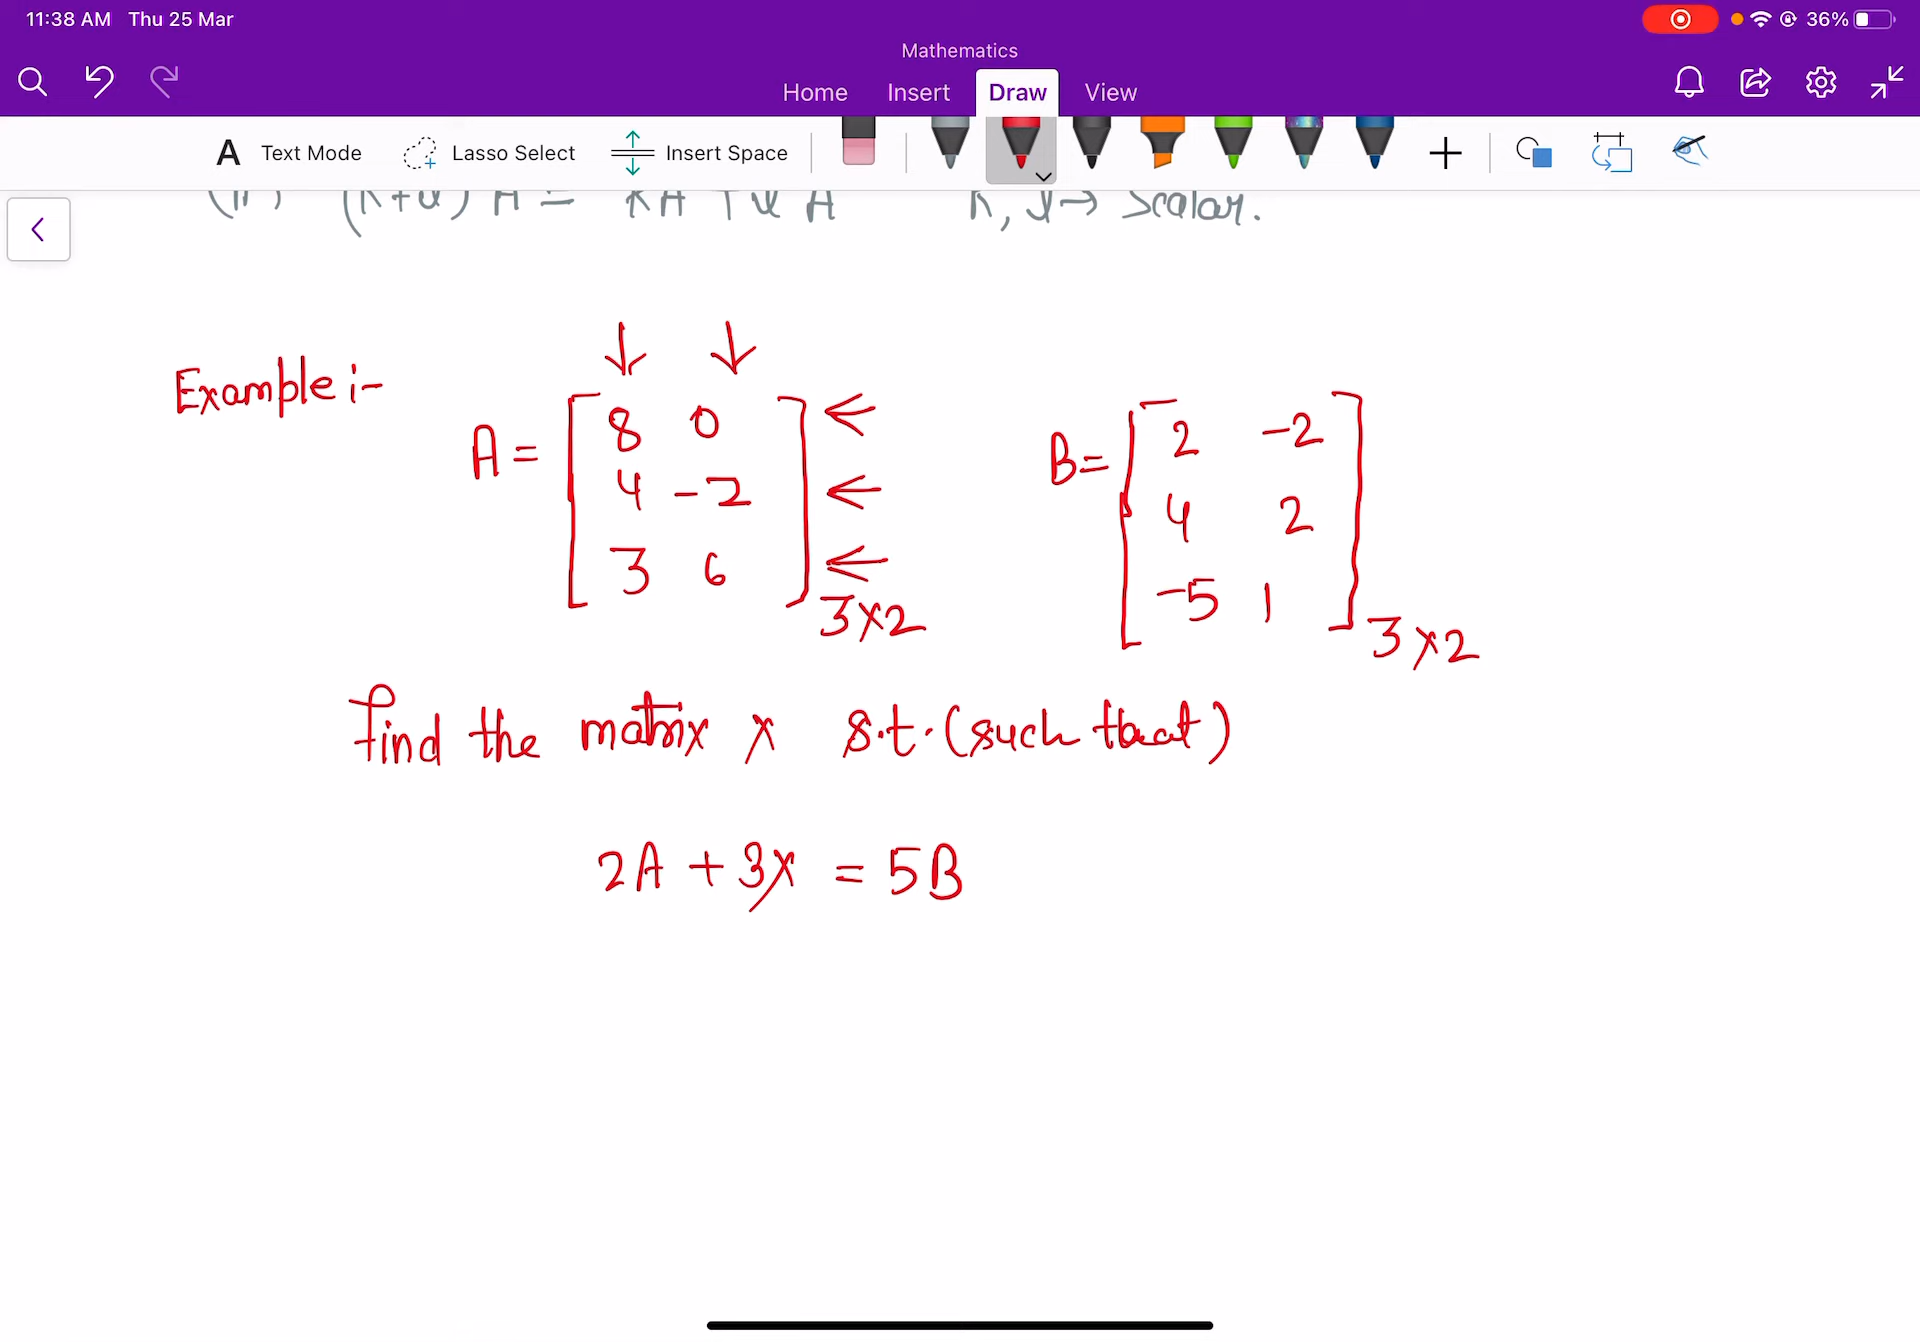 11:38 AM Thu 25 Mar
36%
Mathematics
Home Insert Draw View
A Text Mode Lasso Select Insert Space
(k+l) A = kA + l A k, l → Scalar.
Example :-
A = [ 8 0
4 -2
3 6 ] 3×2
B = [ 2 -2
4 2
-5 1 ] 3×2
find the matrix x s.t. (such that)
2A + 3x = 5B